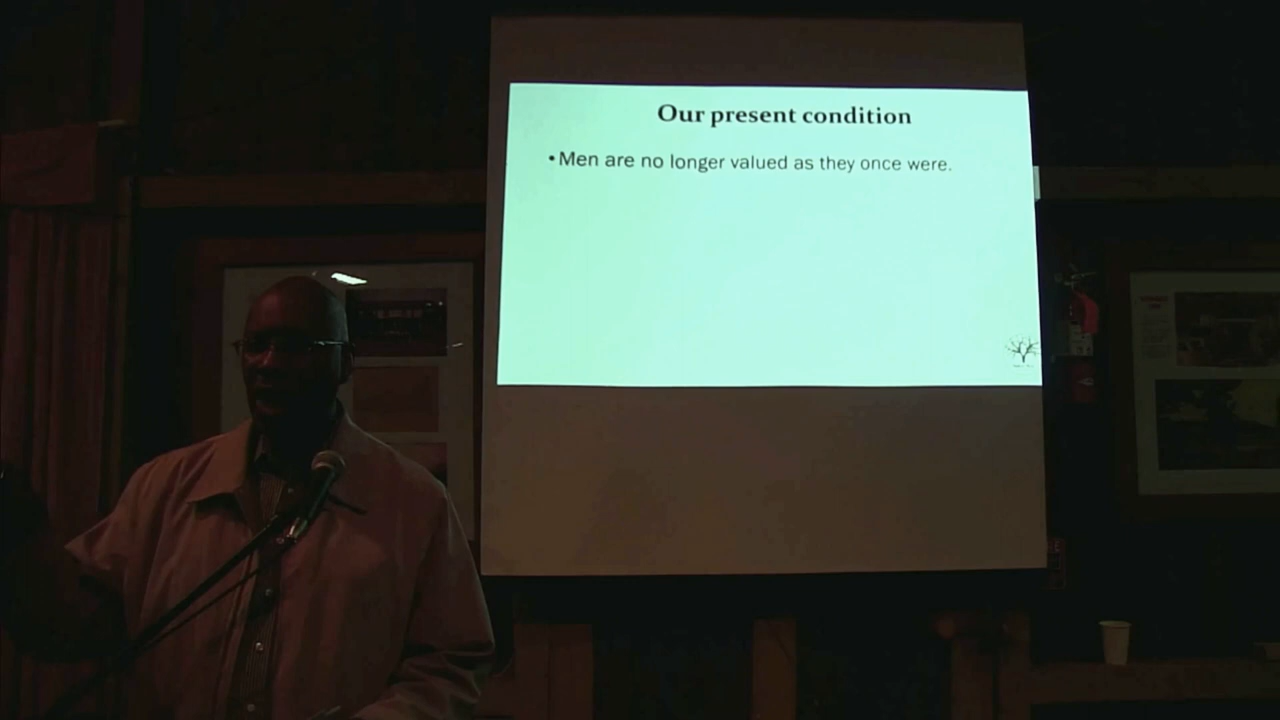 Our present condition
•Men are no longer valued as they once were.